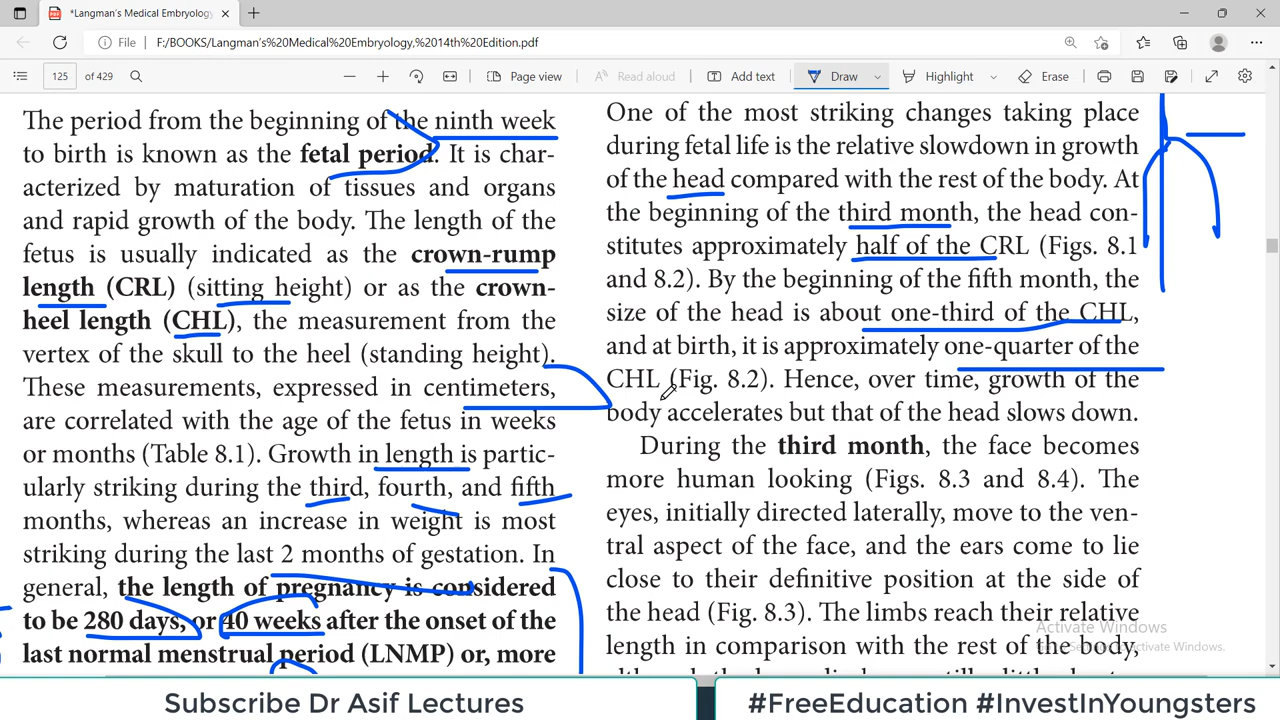 *Langman's Medical Embryology,
File
F:/BOOKS/Langman's%20Medical%20Embryology,%2014th%20Edition.pdf
125
of 429
Page view
Read aloud
Add text
Draw
Highlight
Erase
The period from the beginning of the ninth week
to birth is known as the fetal period. It is char-
acterized by maturation of tissues and organs
and rapid growth of the body. The length of the
fetus is usually indicated as the crown-rump
length (CRL) (sitting height) or as the crown-
heel length (CHL), the measurement from the
vertex of the skull to the heel (standing height).
These measurements, expressed in centimeters,
are correlated with the age of the fetus in weeks
or months (Table 8.1). Growth in length is partic-
ularly striking during the third, fourth, and fifth
months, whereas an increase in weight is most
striking during the last 2 months of gestation. In
general, the length of pregnancy is considered
to be 280 days, or 40 weeks after the onset of the
last normal menstrual period (LNMP) or, more
One of the most striking changes taking place
during fetal life is the relative slowdown in growth
of the head compared with the rest of the body. At
the beginning of the third month, the head con-
stitutes approximately half of the CRL (Figs. 8.1
and 8.2). By the beginning of the fifth month, the
size of the head is about one-third of the CHL,
and at birth, it is approximately one-quarter of the
CHL (Fig. 8.2). Hence, over time, growth of the
body accelerates but that of the head slows down.
During the third month, the face becomes
more human looking (Figs. 8.3 and 8.4). The
eyes, initially directed laterally, move to the ven-
tral aspect of the face, and the ears come to lie
close to their definitive position at the side of
the head (Fig. 8.3). The limbs reach their relative
length in comparison with the rest of the body,
Activate Windows
Go to Settings to activate Windows.
Subscribe Dr Asif Lectures
#FreeEducation #InvestInYoungsters